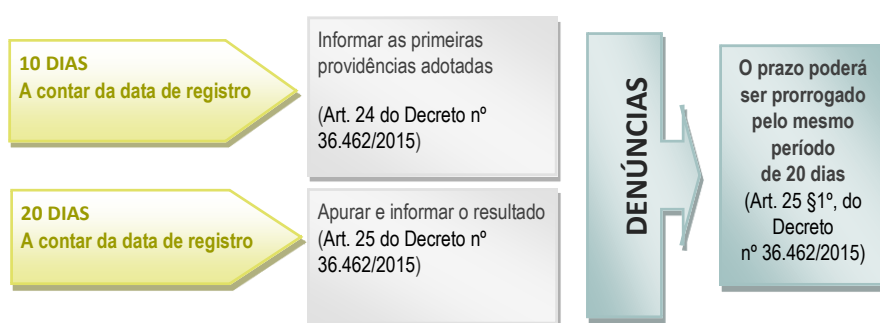 10 DIAS
A contar da data de registro
Informar as primeiras
providências adotadas
(Art. 24 do Decreto nº
36.462/2015)
20 DIAS
A contar da data de registro
Apurar e informar o resultado
(Art. 25 do Decreto nº
36.462/2015)
DENÚNCIAS
O prazo poderá
ser prorrogado
pelo mesmo
período
de 20 dias
(Art. 25 §1º, do
Decreto
nº 36.462/2015)